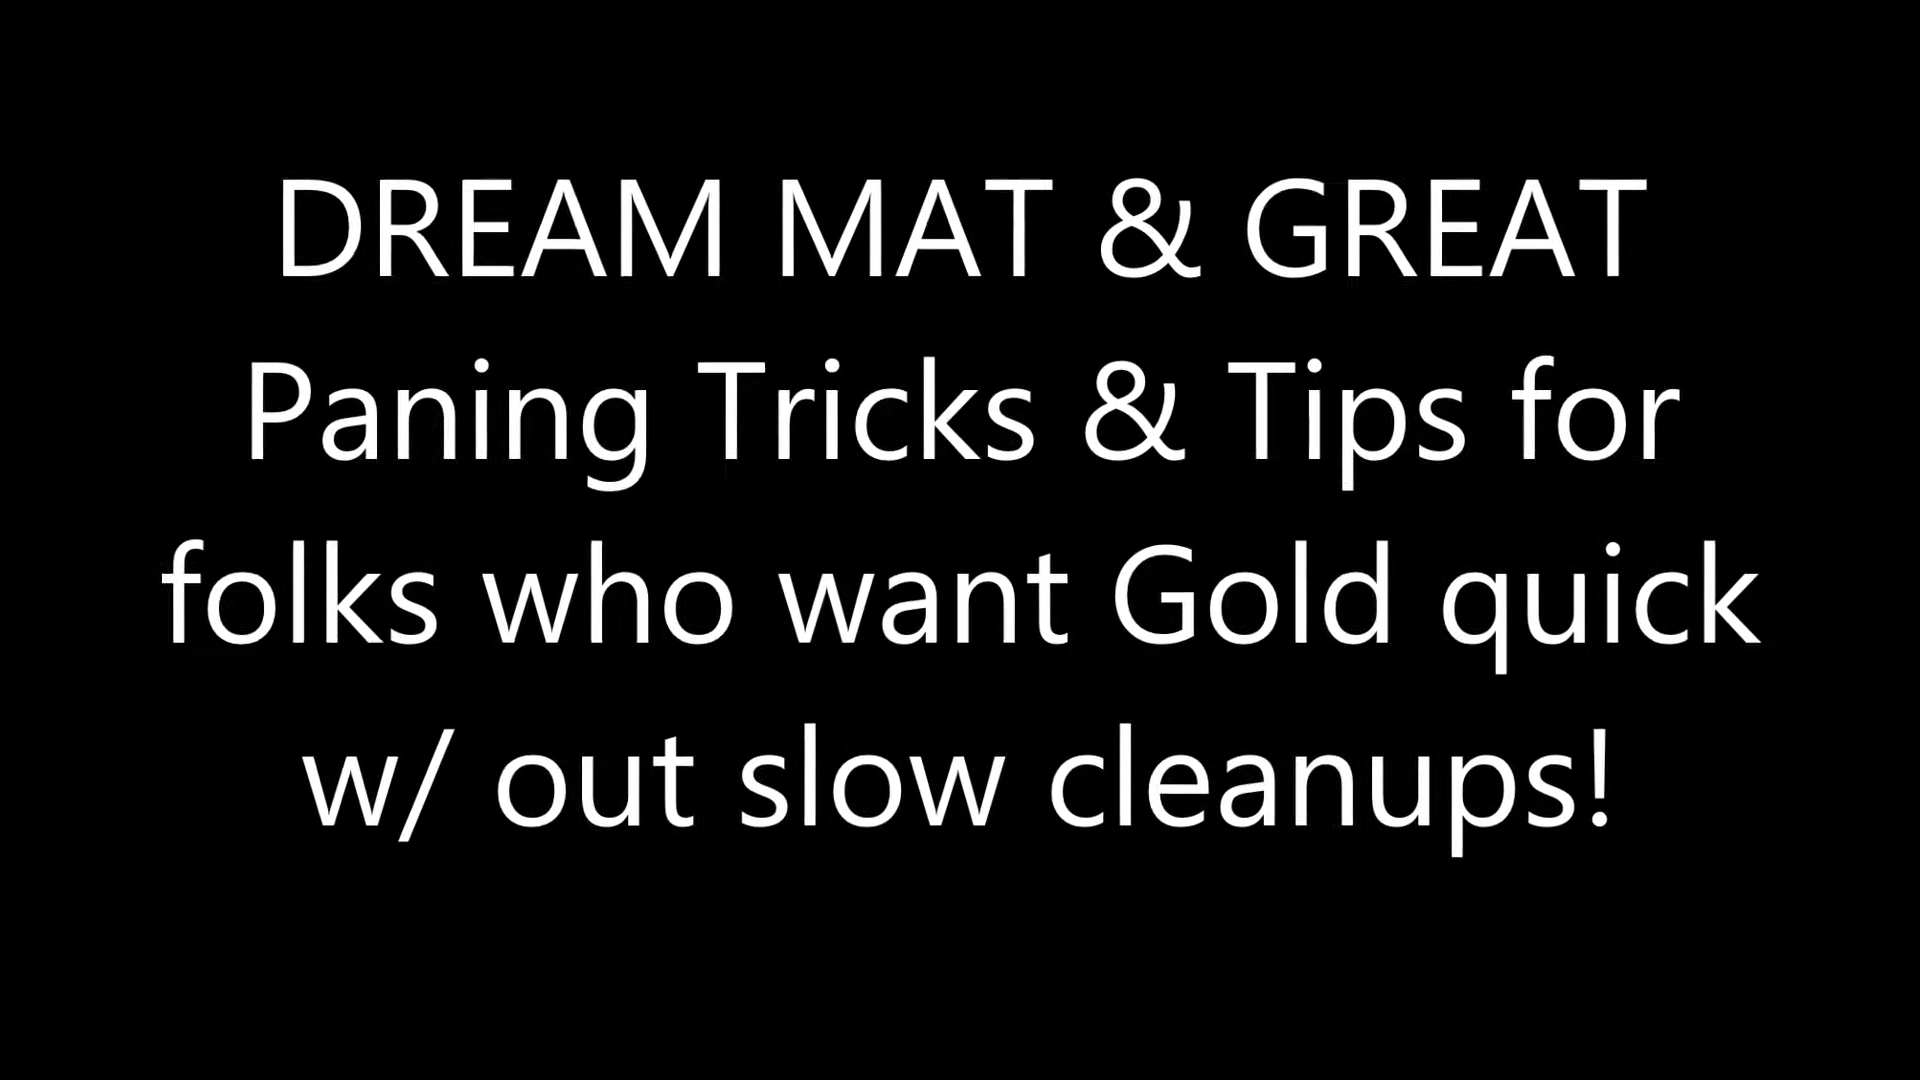 DREAM MAT & GREAT
Paning Tricks & Tips for
folks who want Gold quick
w/ out slow cleanups!